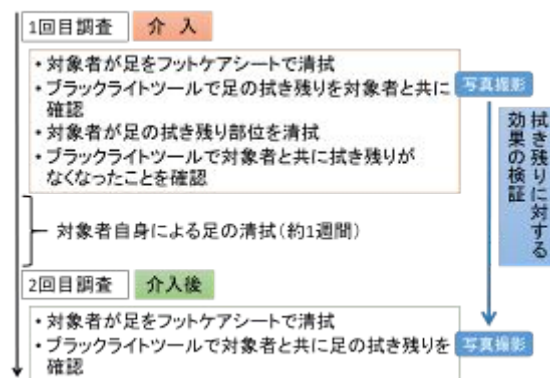 1回目調査
介 入
・対象者が足をフットケアシートで清拭
・ブラックライトツールで足の拭き残りを対象者と共に
確認
・対象者が足の拭き残り部位を清拭
・ブラックライトツールで対象者と共に拭き残りが
なくなったことを確認
写真撮影
拭き残りに対する
効果の検証
対象者自身による足の清拭(約1週間)
2回目調査
介入後
・対象者が足をフットケアシートで清拭
・ブラックライトツールで対象者と共に足の拭き残りを
確認
写真撮影